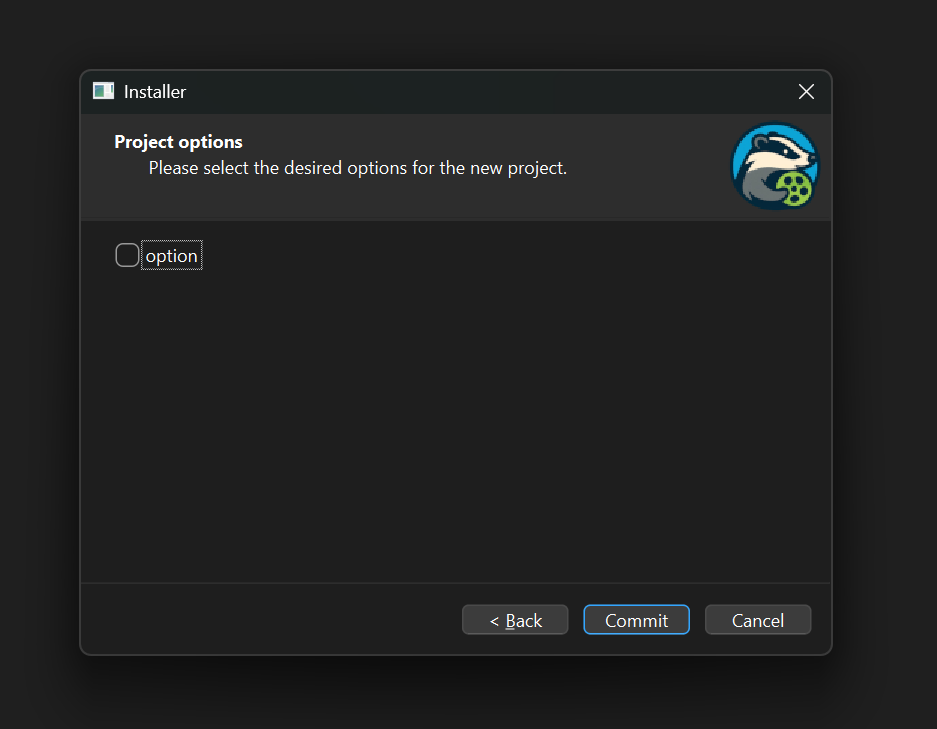 Installer
Project options
Please select the desired options for the new project.
option
< Back
Commit
Cancel